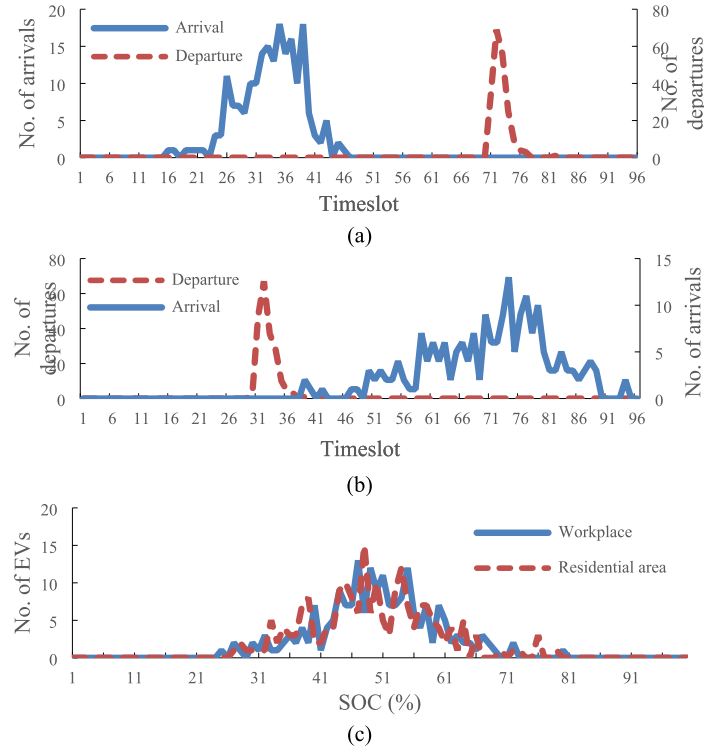 20
15
10
5
0
No. of arrivals
Arrival
Departure
80
60
40
20
0
No. of
departures
1 6 11 16 21 26 31 36 41 46 51 56 61 66 71 76 81 86 91 96
Timeslot
(a)
80
60
40
20
0
No. of
departures
Departure
Arrival
15
10
5
0
No. of arrivals
1 6 11 16 21 26 31 36 41 46 51 56 61 66 71 76 81 86 91 96
Timeslot
(b)
20
15
10
5
0
No. of EVs
Workplace
Residential area
1 11 21 31 41 51 61 71 81 91
SOC (%)
(c)